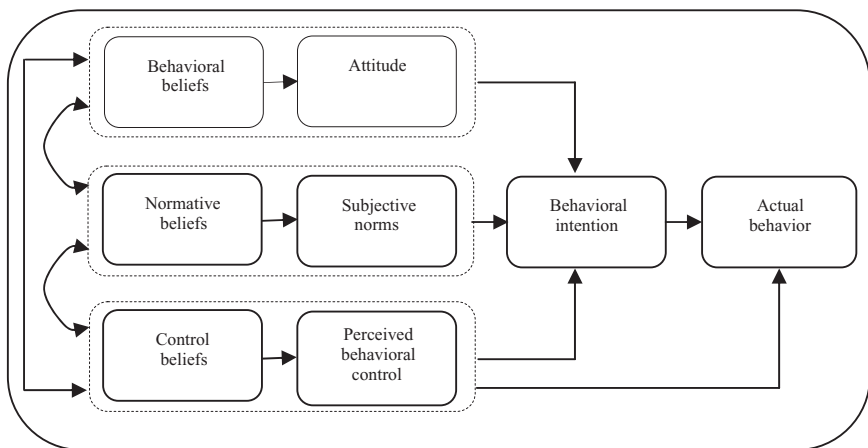 Behavioral
beliefs
Attitude
Normative
beliefs
Subjective
norms
Behavioral
intention
Actual
behavior
Control
beliefs
Perceived
behavioral
control